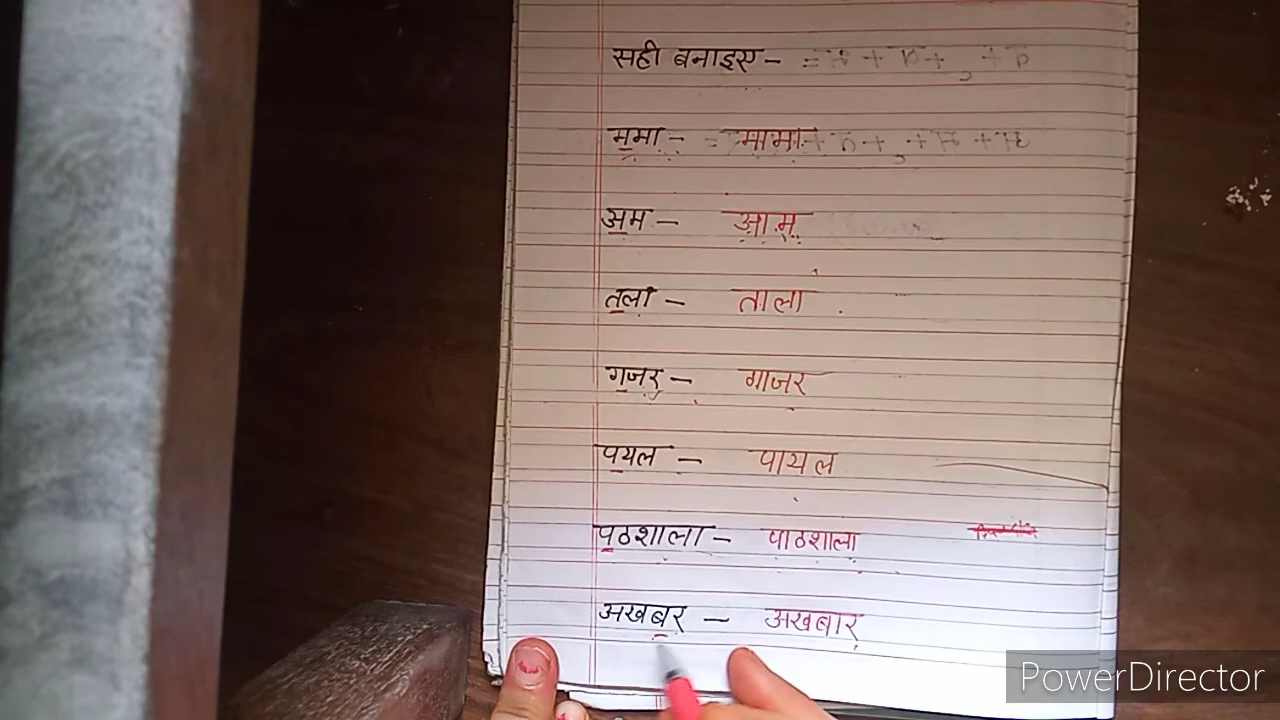 सही बनाइए -
ममा - मामा
अम - आम
तला - ताला
गजर - गाजर
पयल - पायल
पठशाला - पाठशाला
अखबर - अखबार
PowerDirector